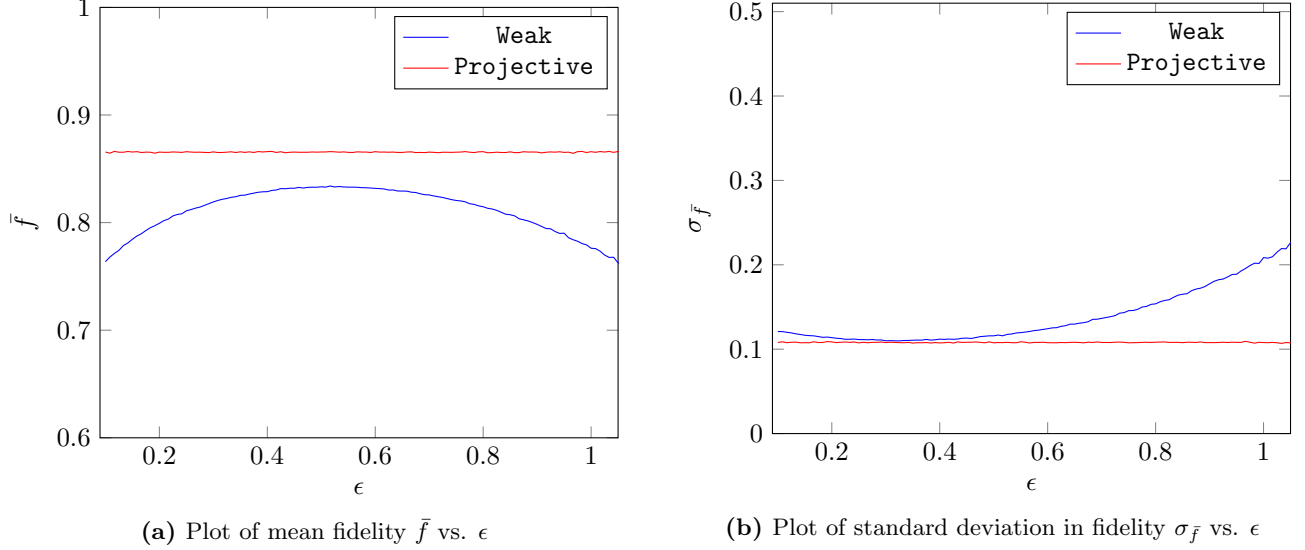 1
0.9
0.8
0.7
0.6
0.2
0.4
0.6
0.8
1
f̄
ϵ
Weak
Projective
(a) Plot of mean fidelity f̄ vs. ϵ
0.5
0.4
0.3
0.2
0.1
0
0.2
0.4
0.6
0.8
1
σ_f̄
ϵ
Weak
Projective
(b) Plot of standard deviation in fidelity σ_f̄ vs. ϵ